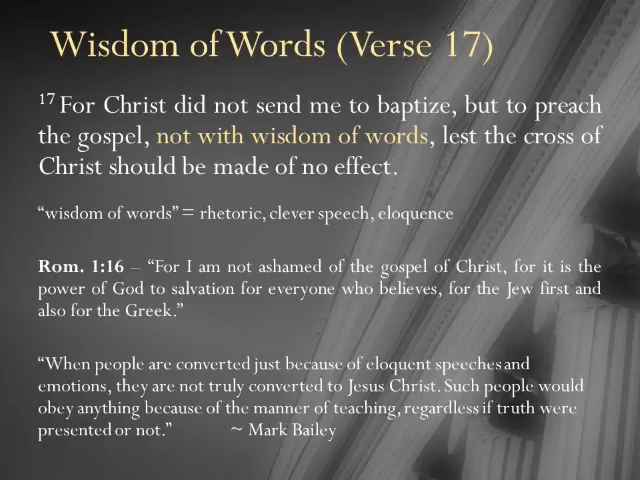 Wisdom of Words (Verse 17)
17 For Christ did not send me to baptize, but to preach
the gospel, not with wisdom of words, lest the cross of
Christ should be made of no effect.
“wisdom of words” = rhetoric, clever speech, eloquence
Rom. 1:16 – “For I am not ashamed of the gospel of Christ, for it is the
power of God to salvation for everyone who believes, for the Jew first and
also for the Greek.”
“When people are converted just because of eloquent speeches and
emotions, they are not truly converted to Jesus Christ. Such people would
obey anything because of the manner of teaching, regardless if truth were
presented or not.” ~ Mark Bailey